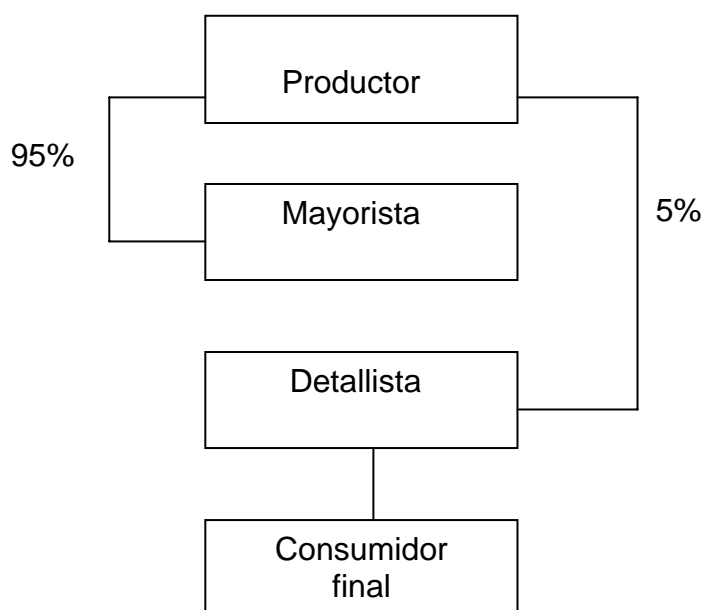 Productor
95%
Mayorista
5%
Detallista
Consumidor
final